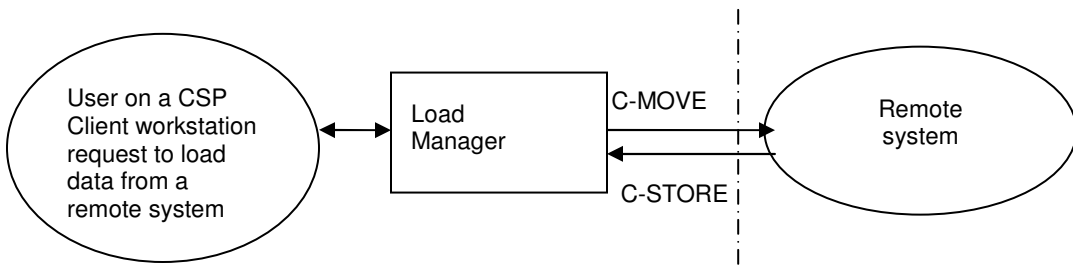 User on a CSP
Client workstation
request to load
data from a
remote system
Load
Manager
C-MOVE
C-STORE
Remote
system